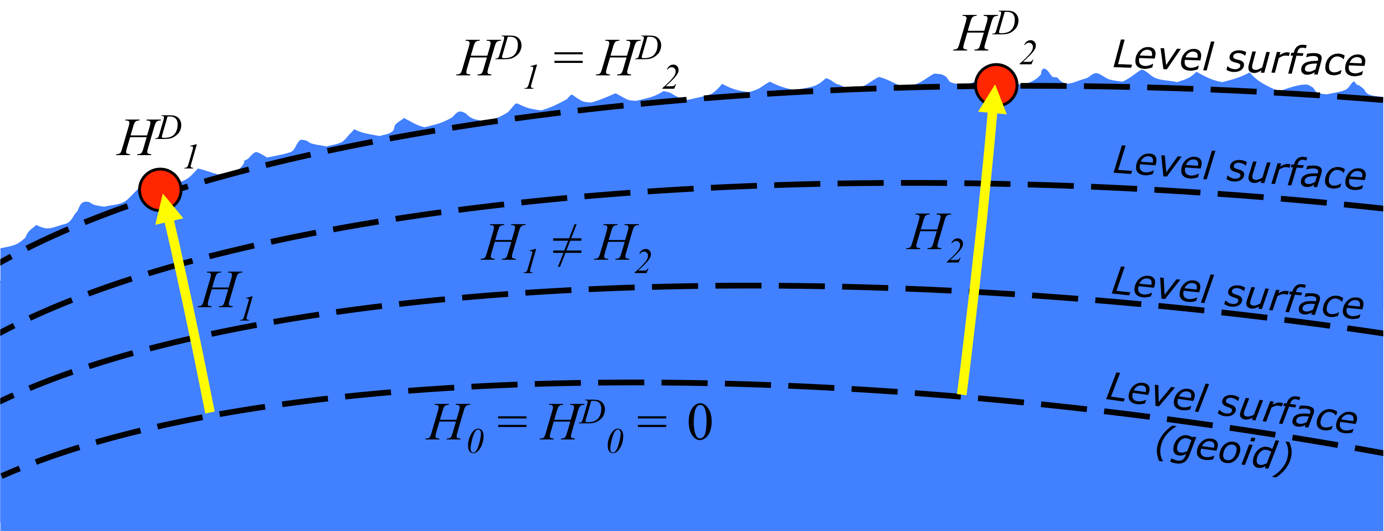 H^D_1 = H^D_2
H^D_2
Level surface
H^D_1
Level surface
H_1 ≠ H_2
H_2
H_1
Level surface
H_0 = H^D_0 = 0
Level surface
(geoid)